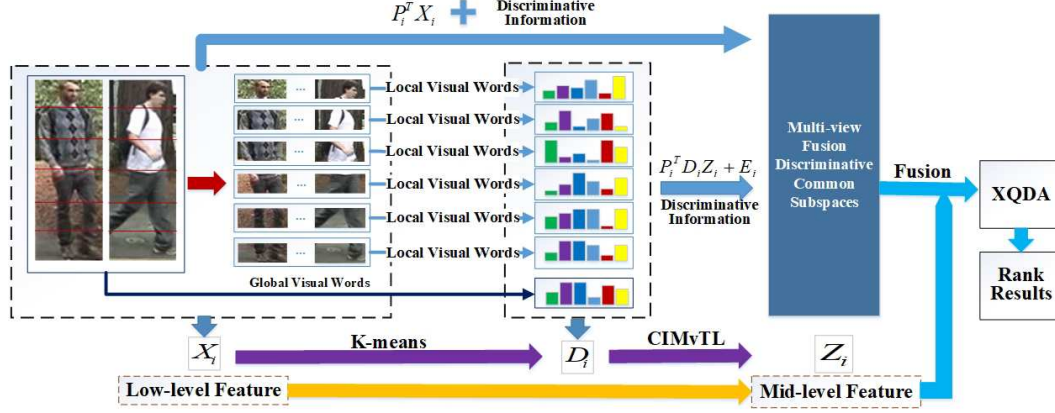 P_i^T X_i + Discriminative
Information
Local Visual Words
Local Visual Words
Local Visual Words
Local Visual Words
Local Visual Words
Local Visual Words
Global Visual Words
P_i^T D_i Z_i + E_i
Discriminative
Information
Multi-view
Fusion
Discriminative
Common
Subspaces
Fusion
XQDA
Rank
Results
X_i
K-means
D_i
CIMvTL
Z_i
Low-level Feature
Mid-level Feature